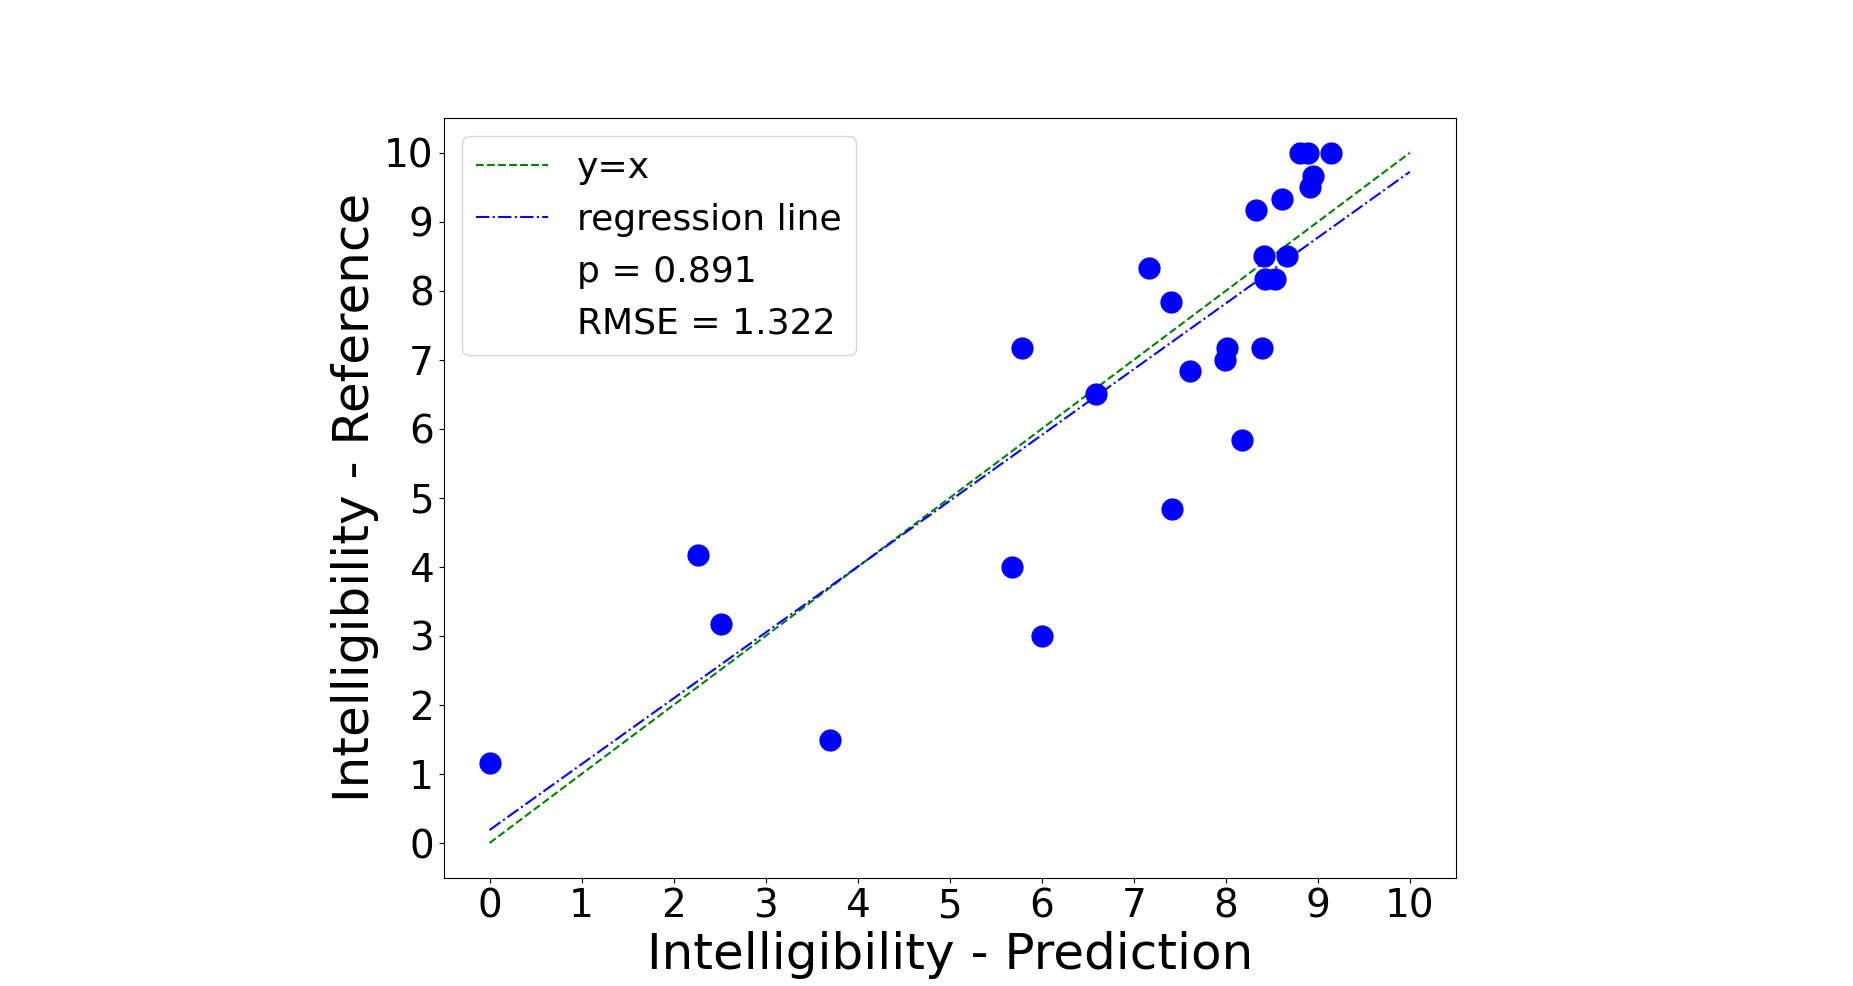 y=x
regression line
p = 0.891
RMSE = 1.322
Intelligibility - Reference
10
9
8
7
6
5
4
3
2
1
0
0 1 2 3 4 5 6 7 8 9 10
Intelligibility - Prediction